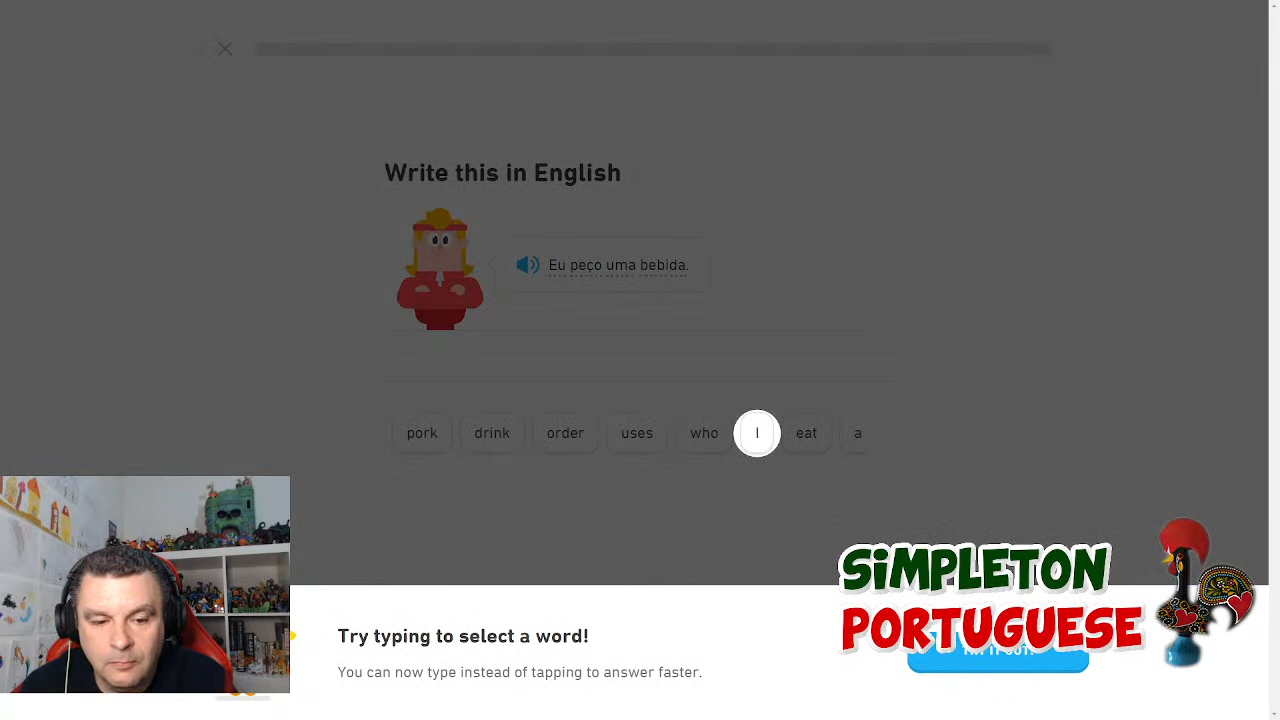 Write this in English
Eu peço uma bebida.
pork drink order uses who I eat a
SiMPLETON
PORTUGUESE
Try typing to select a word!
You can now type instead of tapping to answer faster.